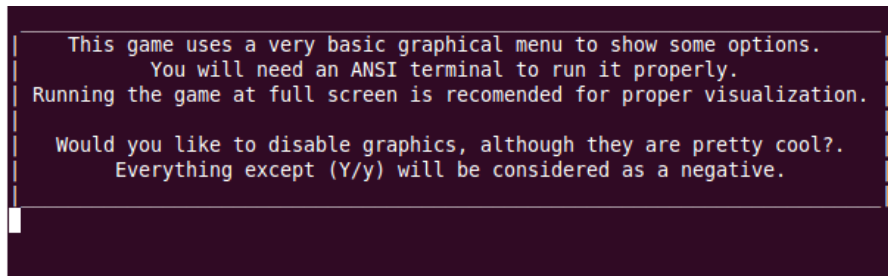 This game uses a very basic graphical menu to show some options.
You will need an ANSI terminal to run it properly.
Running the game at full screen is recomended for proper visualization.
Would you like to disable graphics, although they are pretty cool?.
Everything except (Y/y) will be considered as a negative.